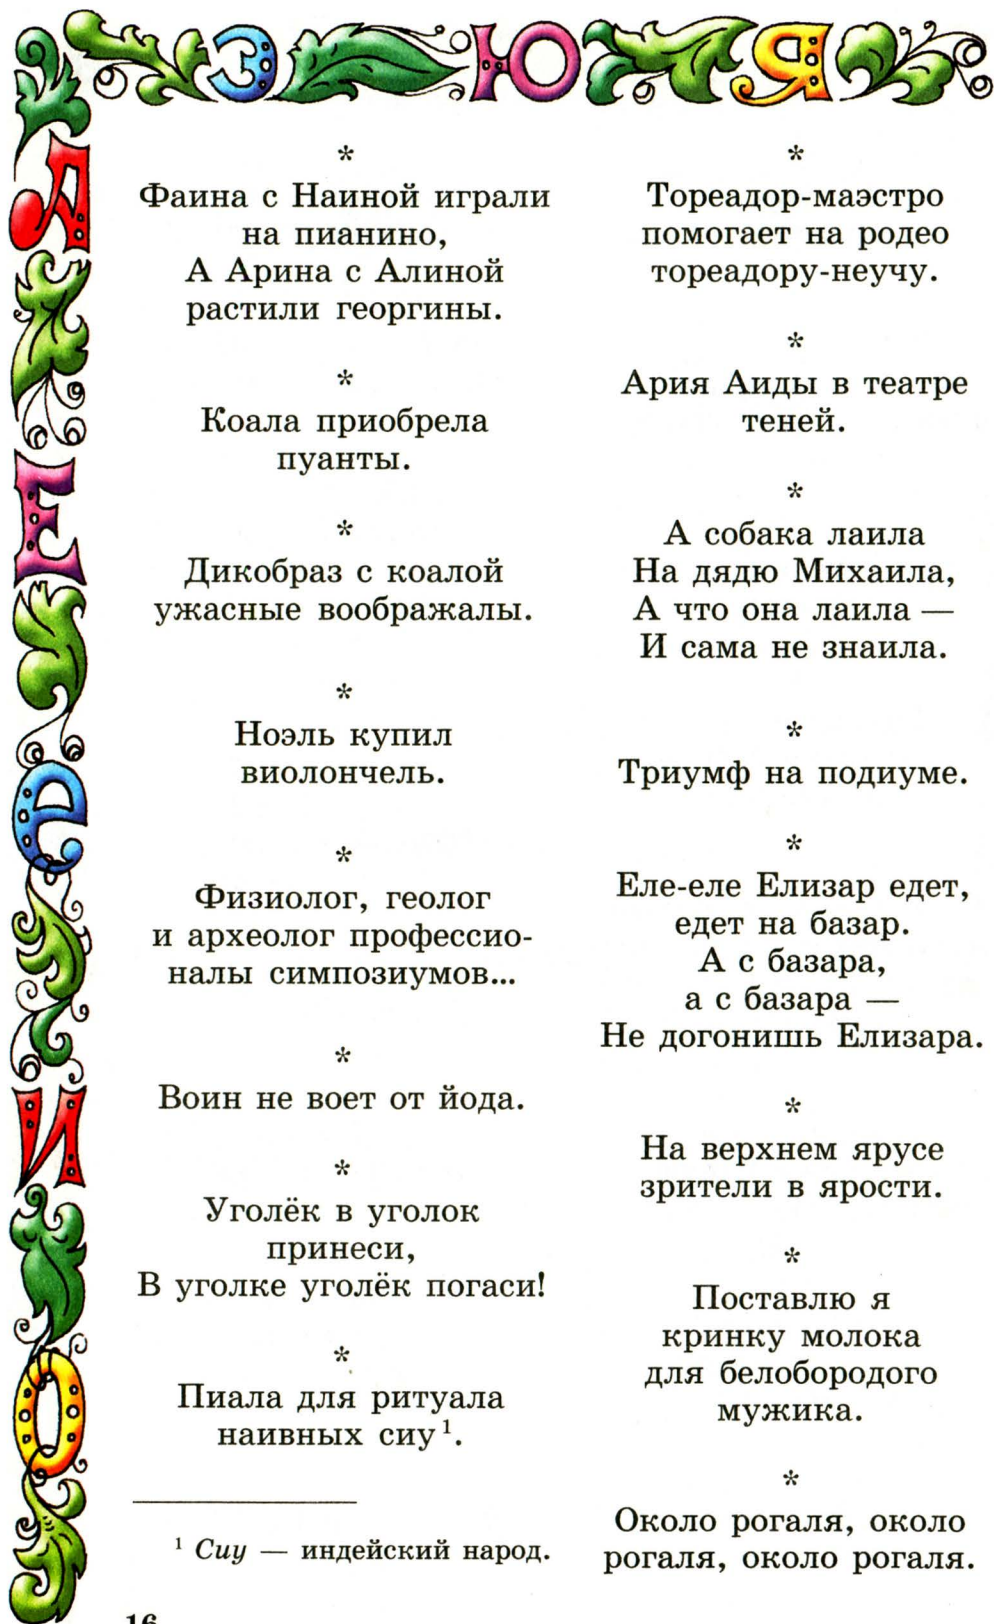 З Ю Я
А
Е
е
И
О
*
Фаина с Наиной играли
на пианино,
А Арина с Алиной
растили георгины.
*
Коала приобрела
пуанты.
*
Дикобраз с коалой
ужасные воображалы.
*
Ноэль купил
виолончель.
*
Физиолог, геолог
и археолог профессио-
налы симпозиумов...
*
Воин не воет от йода.
*
Уголёк в уголок
принеси,
В уголке уголёк погаси!
*
Пиала для ритуала
наивных сиу¹.
¹ Сиу — индейский народ.
*
Тореадор-маэстро
помогает на родео
тореадору-неучу.
*
Ария Аиды в театре
теней.
*
А собака лаила
На дядю Михаила,
А что она лаила —
И сама не знаила.
*
Триумф на подиуме.
*
Еле-еле Елизар едет,
едет на базар.
А с базара,
а с базара —
Не догонишь Елизара.
*
На верхнем ярусе
зрители в ярости.
*
Поставлю я
кринку молока
для белобородого
мужика.
*
Около рогаля, около
рогаля, около рогаля.
16